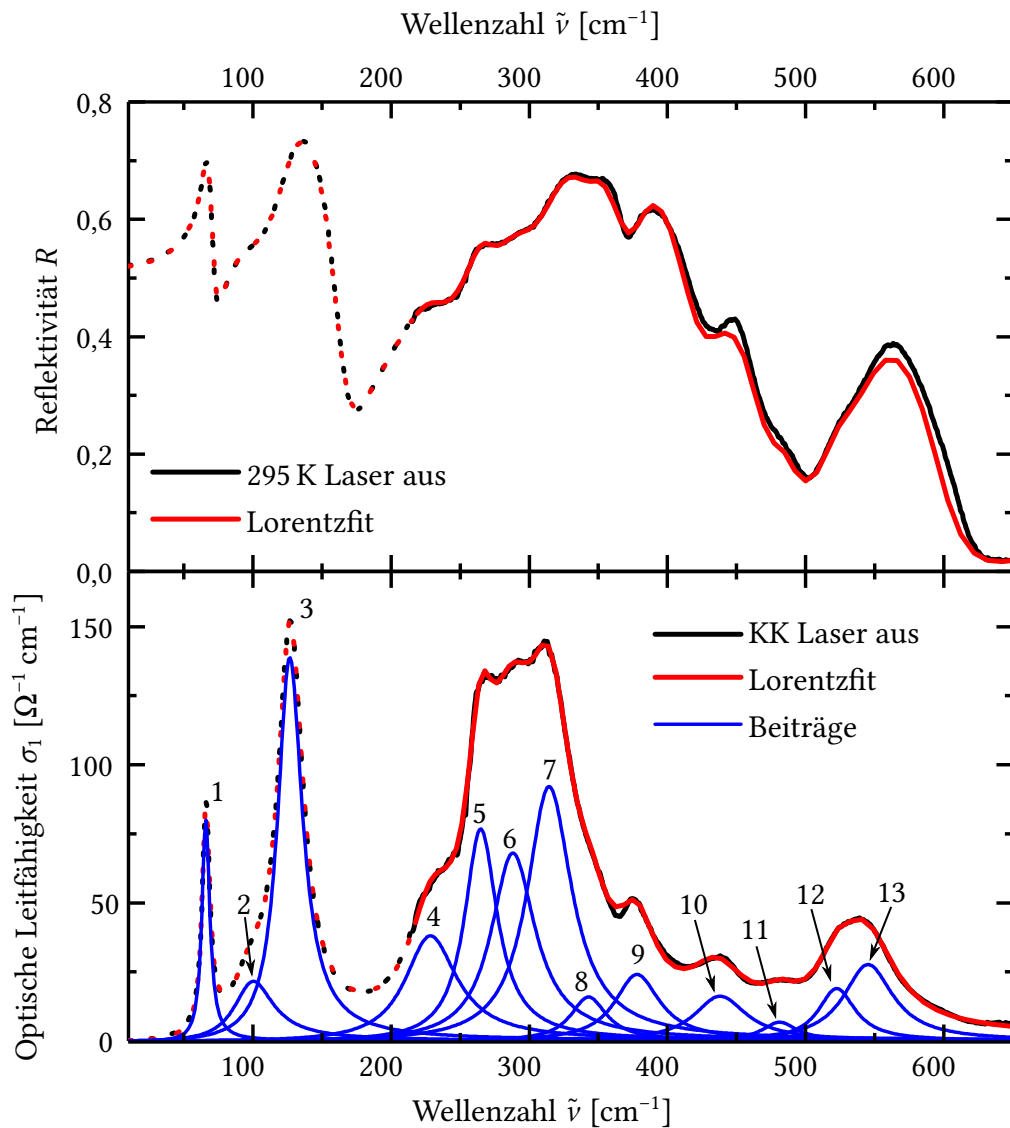 Wellenzahl ν̃ [cm⁻¹]
100 200 300 400 500 600
0,8
0,6
0,4
0,2
0,0
Reflektivität R
295 K Laser aus
Lorentzfit
150
100
50
0
Optische Leitfähigkeit σ₁ [Ω⁻¹ cm⁻¹]
KK Laser aus
Lorentzfit
Beiträge
1
2
3
4
5
6
7
8
9
10
11
12
13
100 200 300 400 500 600
Wellenzahl ν̃ [cm⁻¹]